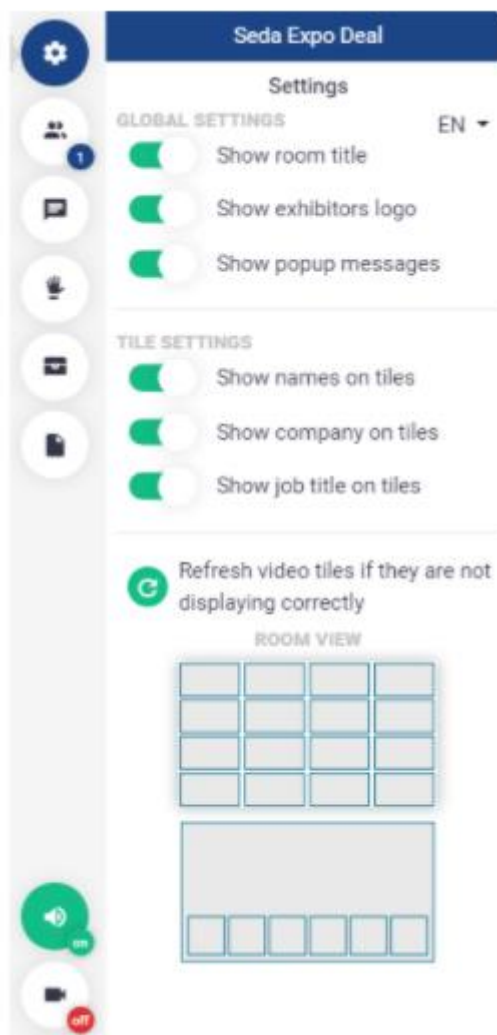 Seda Expo Deal
Settings
GLOBAL SETTINGS
EN
Show room title
1
Show exhibitors logo
Show popup messages
TILE SETTINGS
Show names on tiles
Show company on tiles
Show job title on tiles
Refresh video tiles if they are not
displaying correctly
ROOM VIEW
on
off